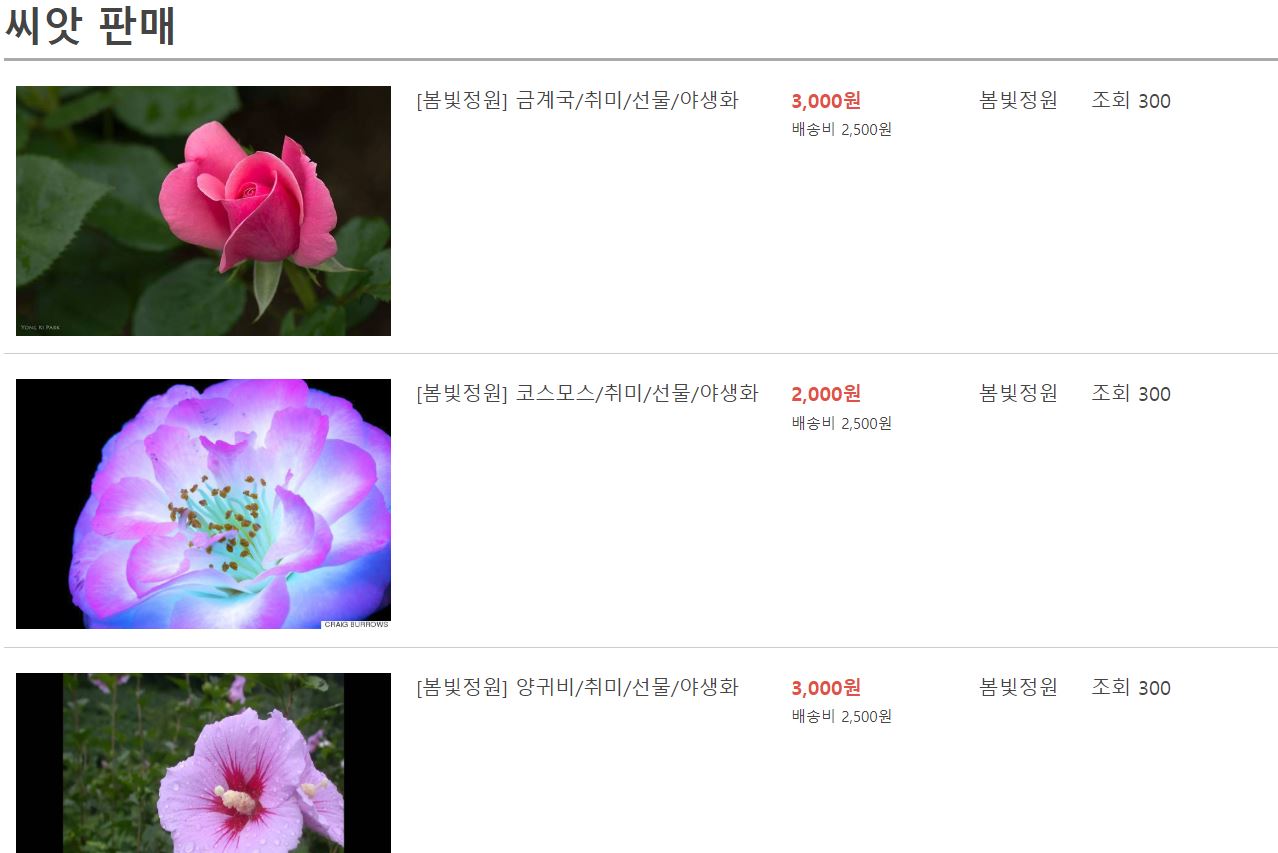 씨앗 판매
[봄빛정원] 금계국/취미/선물/야생화
3,000원
배송비 2,500원
봄빛정원
조회 300
YONG KI PARK
[봄빛정원] 코스모스/취미/선물/야생화
2,000원
배송비 2,500원
봄빛정원
조회 300
CRAIG BURROWS
[봄빛정원] 양귀비/취미/선물/야생화
3,000원
배송비 2,500원
봄빛정원
조회 300